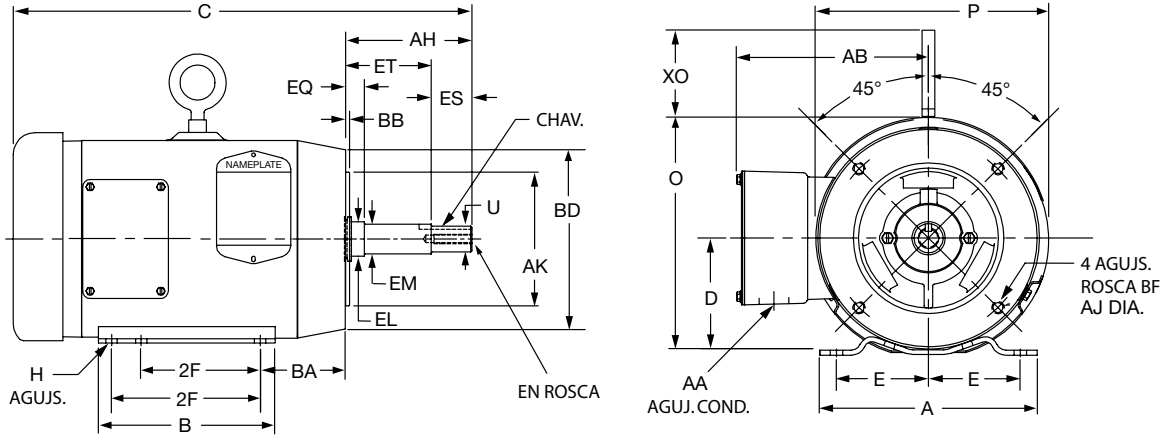 C
AH
ET
EQ
ES
BB
CHAV.
NAMEPLATE
U
BD
AK
EM
EL
H
AGUJS.
2F
BA
2F
B
EN ROSCA
P
AB
XO
45°
45°
O
D
4 AGUJS.
ROSCA BF
AJ DIA.
E
E
AA
AGUJ.COND.
A